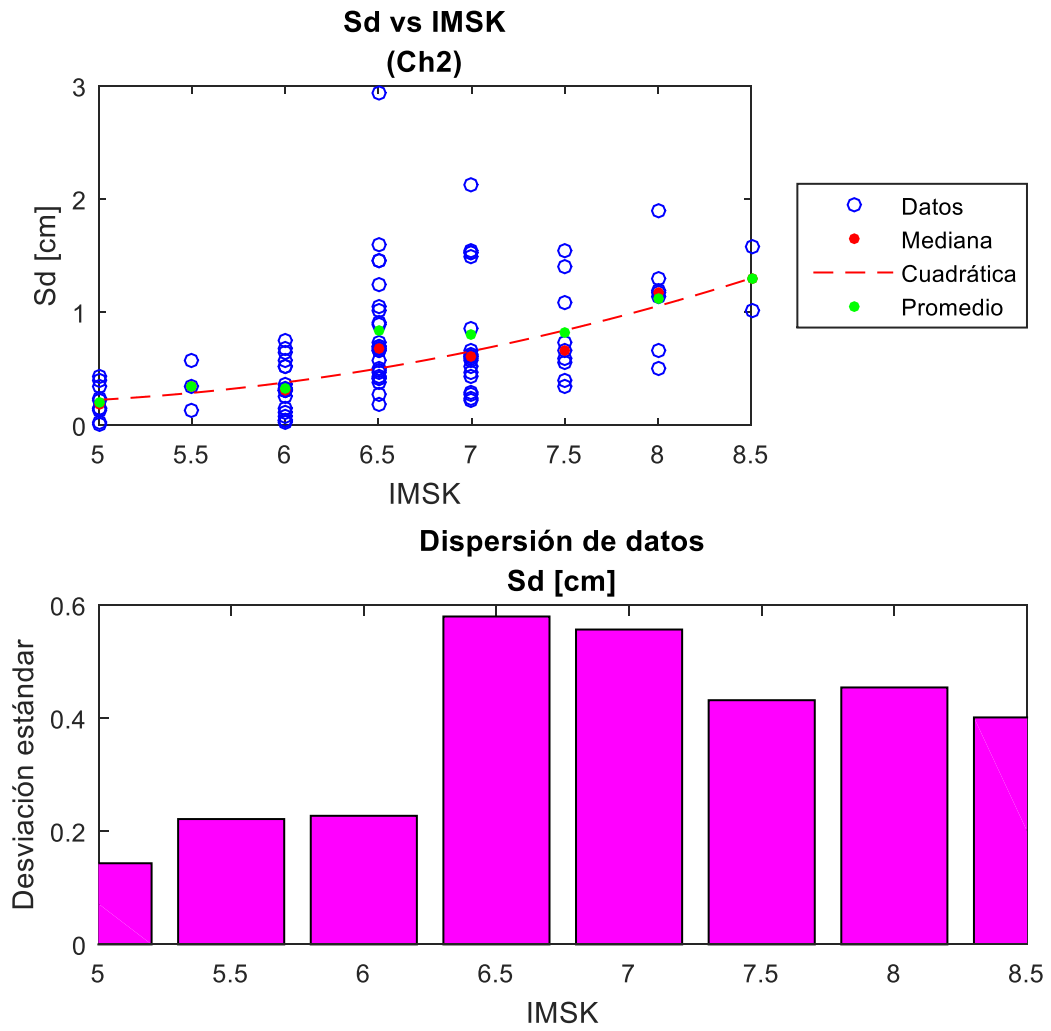 Sd vs IMSK
(Ch2)
3
2
1
0
Sd [cm]
5 5.5 6 6.5 7 7.5 8 8.5
IMSK
Datos
Mediana
Cuadrática
Promedio
Dispersión de datos
Sd [cm]
0.6
0.4
0.2
0
Desviación estándar
5 5.5 6 6.5 7 7.5 8 8.5
IMSK